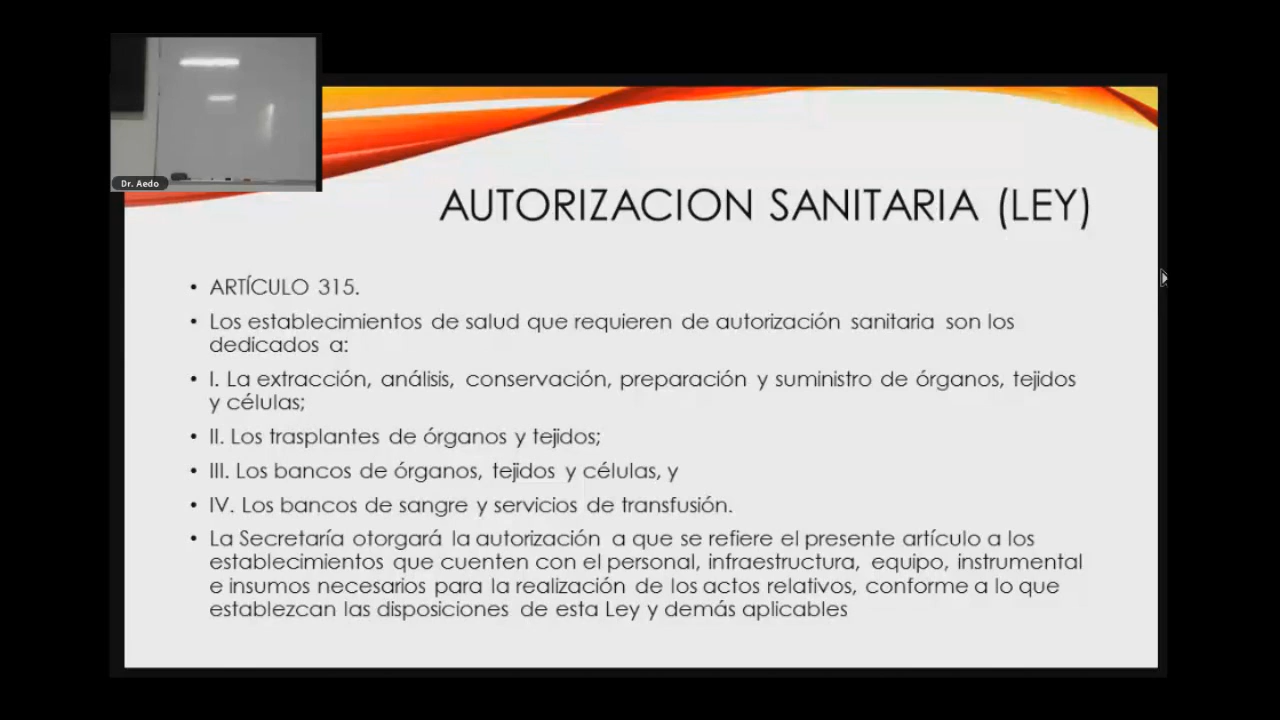 Dr. Aedo
AUTORIZACION SANITARIA (LEY)
• ARTÍCULO 315.
• Los establecimientos de salud que requieren de autorización sanitaria son los
dedicados a:
• I. La extracción, análisis, conservación, preparación y suministro de órganos, tejidos
y células;
• II. Los trasplantes de órganos y tejidos;
• III. Los bancos de órganos, tejidos y células, y
• IV. Los bancos de sangre y servicios de transfusión.
• La Secretaría otorgará la autorización a que se refiere el presente artículo a los
establecimientos que cuenten con el personal, infraestructura, equipo, instrumental
e insumos necesarios para la realización de los actos relativos, conforme a lo que
establezcan las disposiciones de esta Ley y demás aplicables